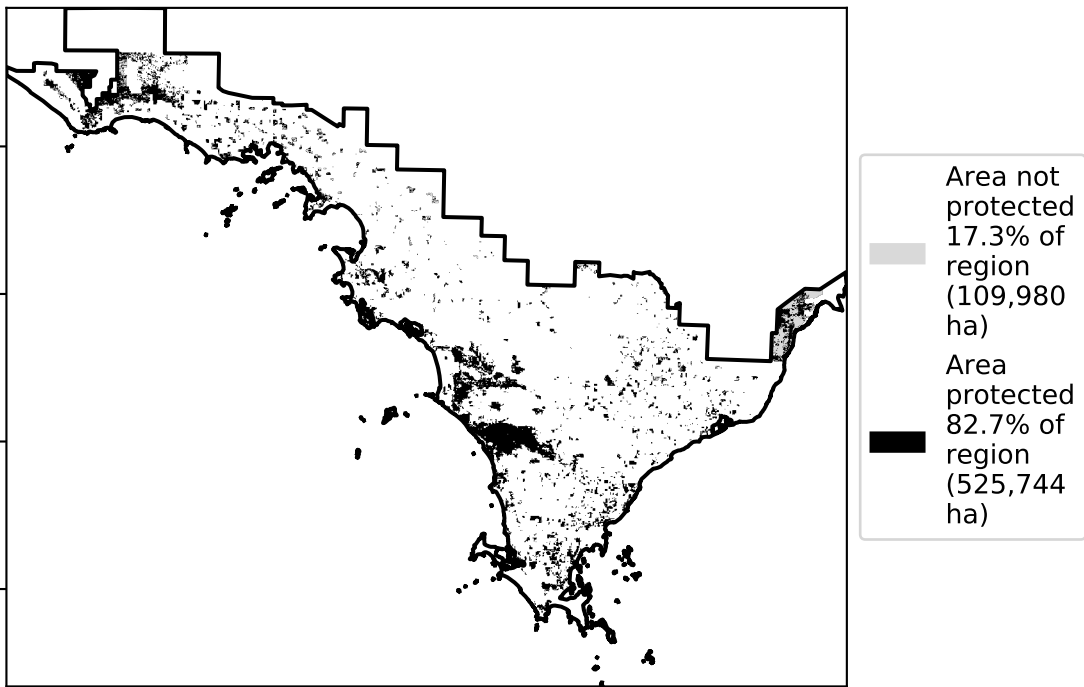 Area not
protected
17.3% of
region
(109,980
ha)
Area
protected
82.7% of
region
(525,744
ha)